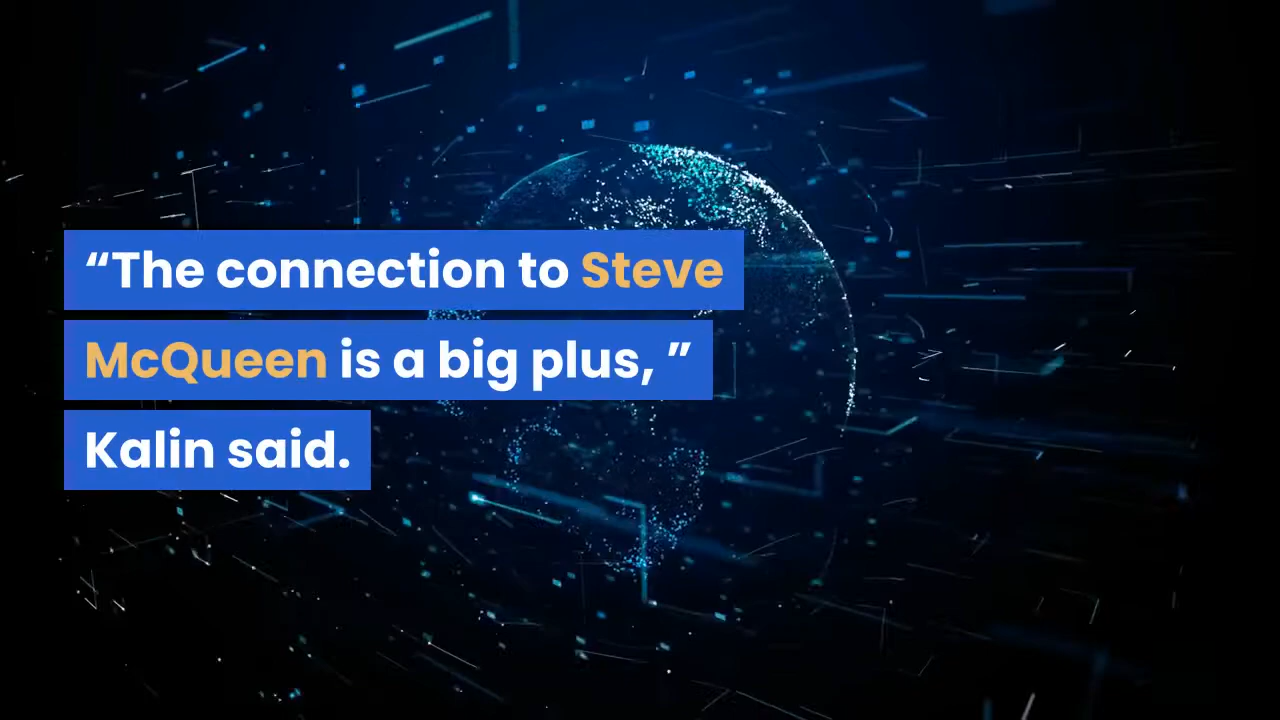 “The connection to Steve
McQueen is a big plus, ”
Kalin said.